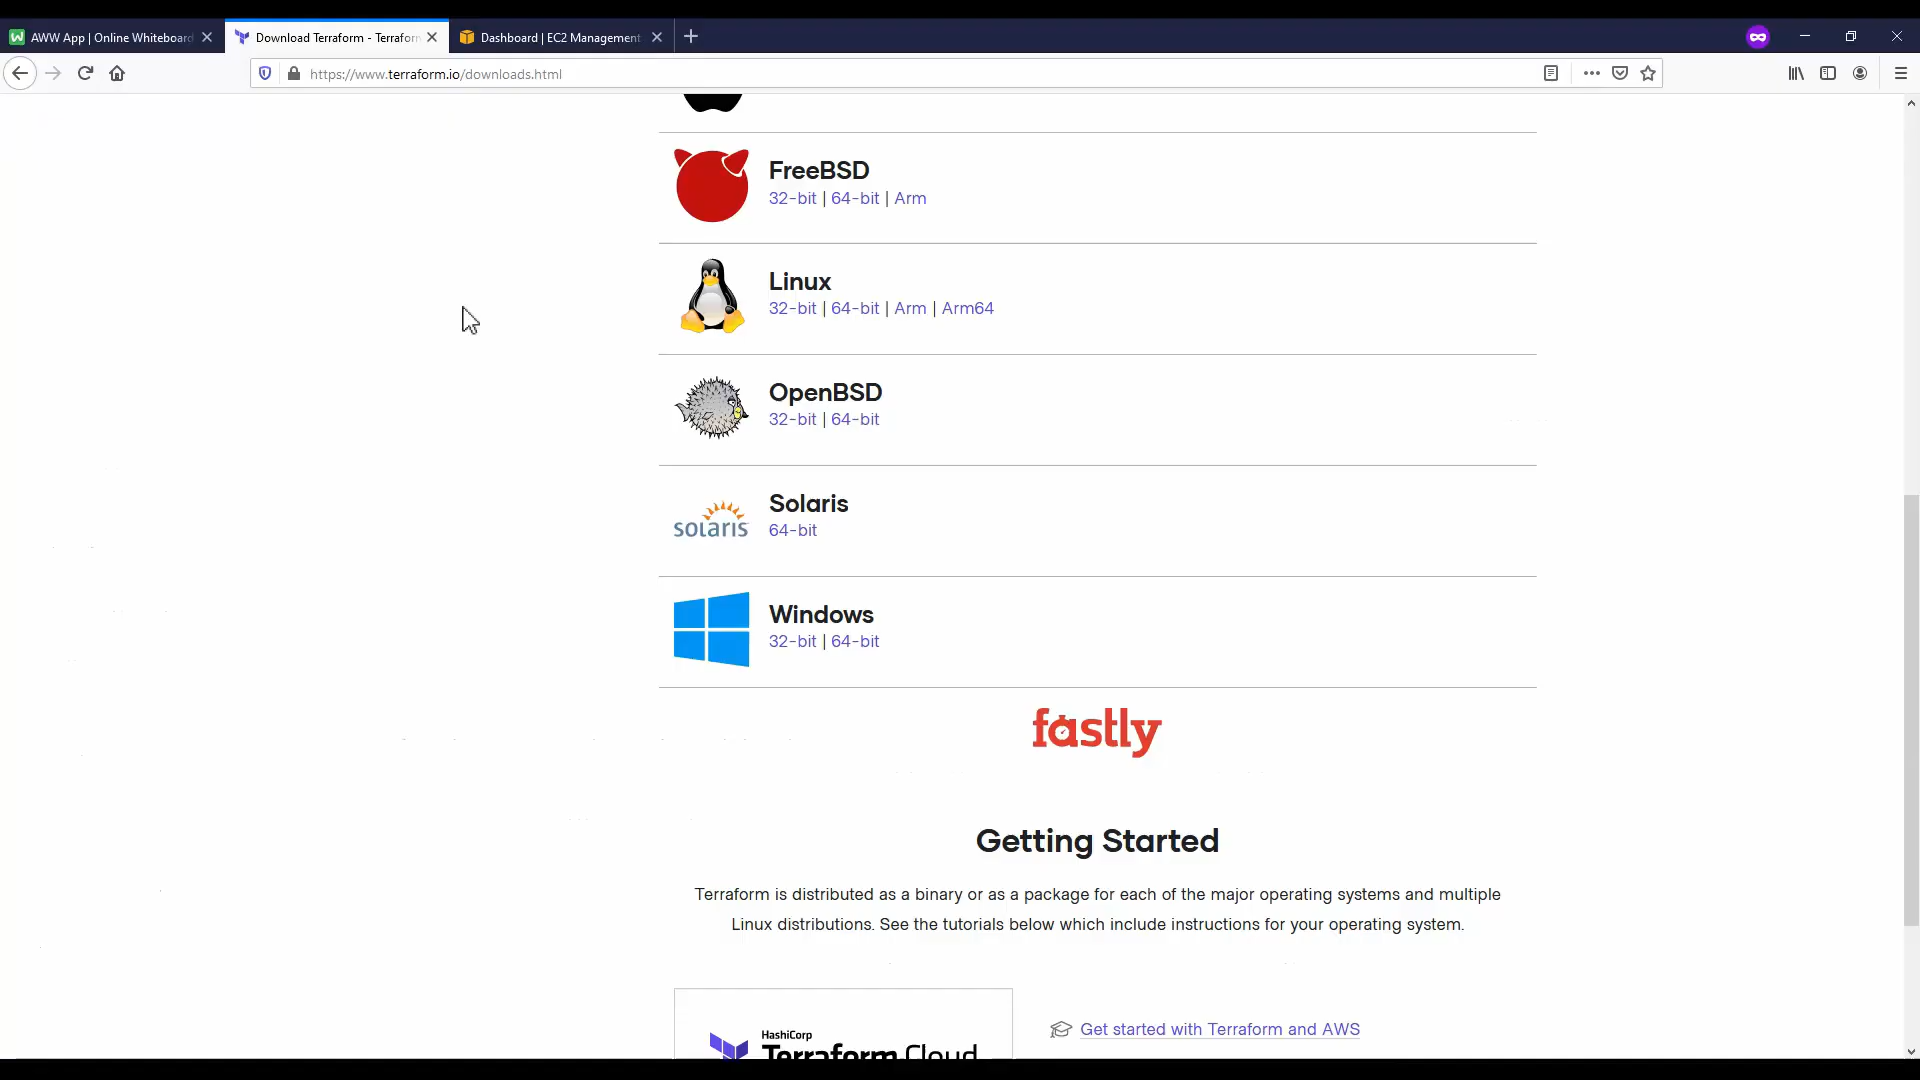 AWW App | Online Whiteboard
Download Terraform - Terraform
Dashboard | EC2 Management
https://www.terraform.io/downloads.html
FreeBSD
32-bit | 64-bit | Arm
Linux
32-bit | 64-bit | Arm | Arm64
OpenBSD
32-bit | 64-bit
solaris
Solaris
64-bit
Windows
32-bit | 64-bit
fastly
Getting Started
Terraform is distributed as a binary or as a package for each of the major operating systems and multiple
Linux distributions. See the tutorials below which include instructions for your operating system.
HashiCorp
Terraform Cloud
Get started with Terraform and AWS